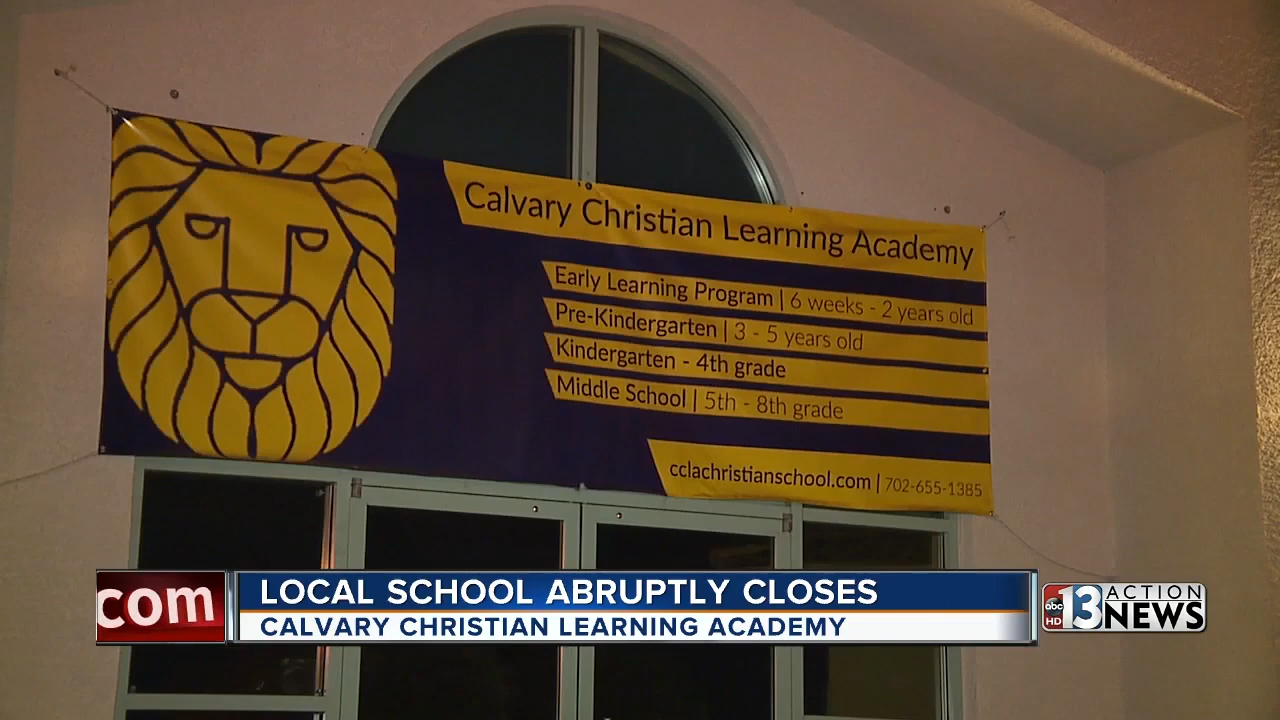 Calvary Christian Learning Academy
Early Learning Program | 6 weeks - 2 years old
Pre-Kindergarten | 3 - 5 years old
Kindergarten - 4th grade
Middle School | 5th - 8th grade
cclachristianschool.com | 702-655-1385
com
LOCAL SCHOOL ABRUPTLY CLOSES
CALVARY CHRISTIAN LEARNING ACADEMY
abc HD 13 ACTION NEWS